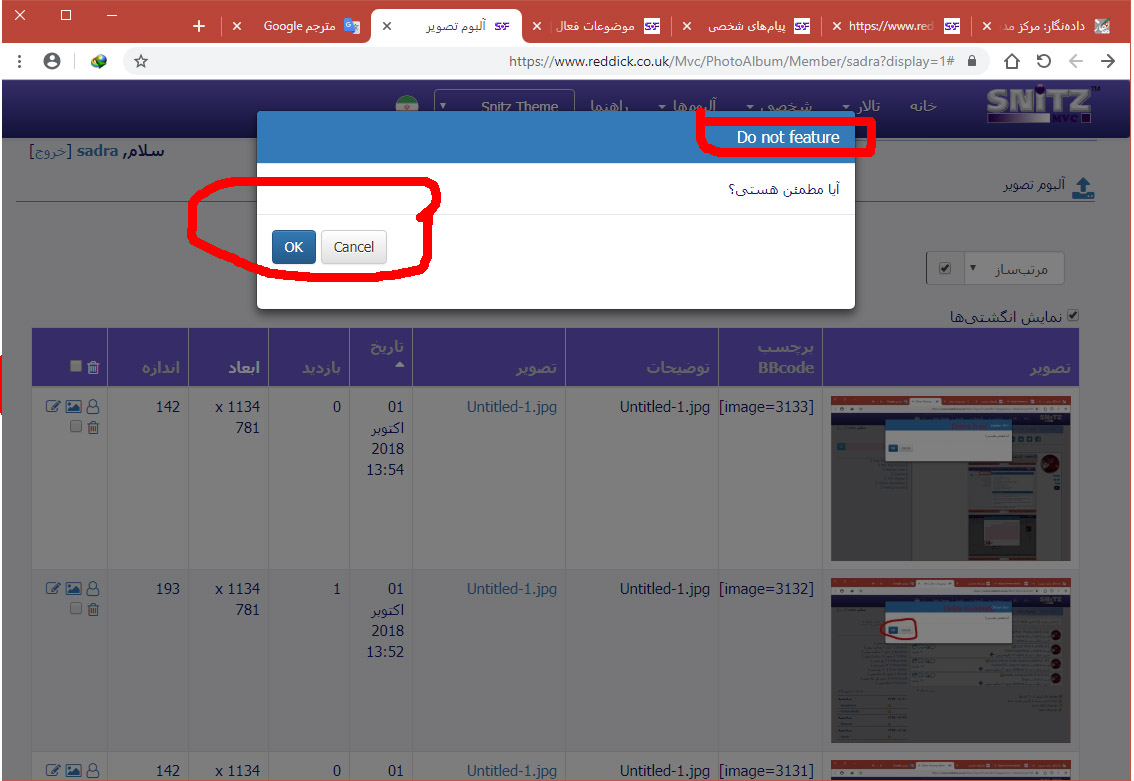 داده‌نگار: مرکز مد
https://www.red
پیام‌های شخصی
موضوعات فعال
آلبوم تصویر
مترجم Google
https://www.reddick.co.uk/Mvc/PhotoAlbum/Member/sadra?display=1#
SNiTZ™
MVC
خانه
تالار
شخصی
آلبوم‌ها
راهنما
Snitz Theme
سلام, sadra [خروج]
آلبوم تصویر
Do not feature
آیا مطمئن هستی؟
OK
Cancel
مرتب‌ساز
نمایش انگشتی‌ها
تصویر
برچسب BBcode
توضیحات
تصویر
تاریخ
بازدید
ابعاد
اندازه
[image=3133]
Untitled-1.jpg
Untitled-1.jpg
01
اکتوبر
2018
13:54
0
1134 x
781
142
[image=3132]
Untitled-1.jpg
Untitled-1.jpg
01
اکتوبر
2018
13:52
1
1134 x
781
193
[image=3131]
Untitled-1.jpg
Untitled-1.jpg
01
0
1134 x
142